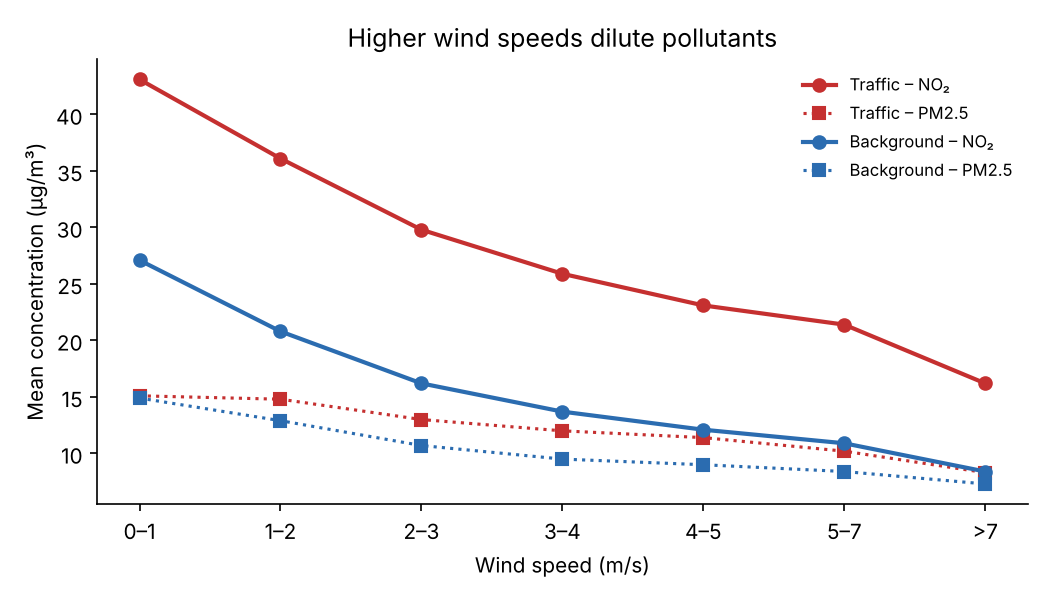 Higher wind speeds dilute pollutants
Traffic – NO₂
Traffic – PM2.5
Background – NO₂
Background – PM2.5
Mean concentration (µg/m³)
40
35
30
25
20
15
10
0–1 1–2 2–3 3–4 4–5 5–7 >7
Wind speed (m/s)